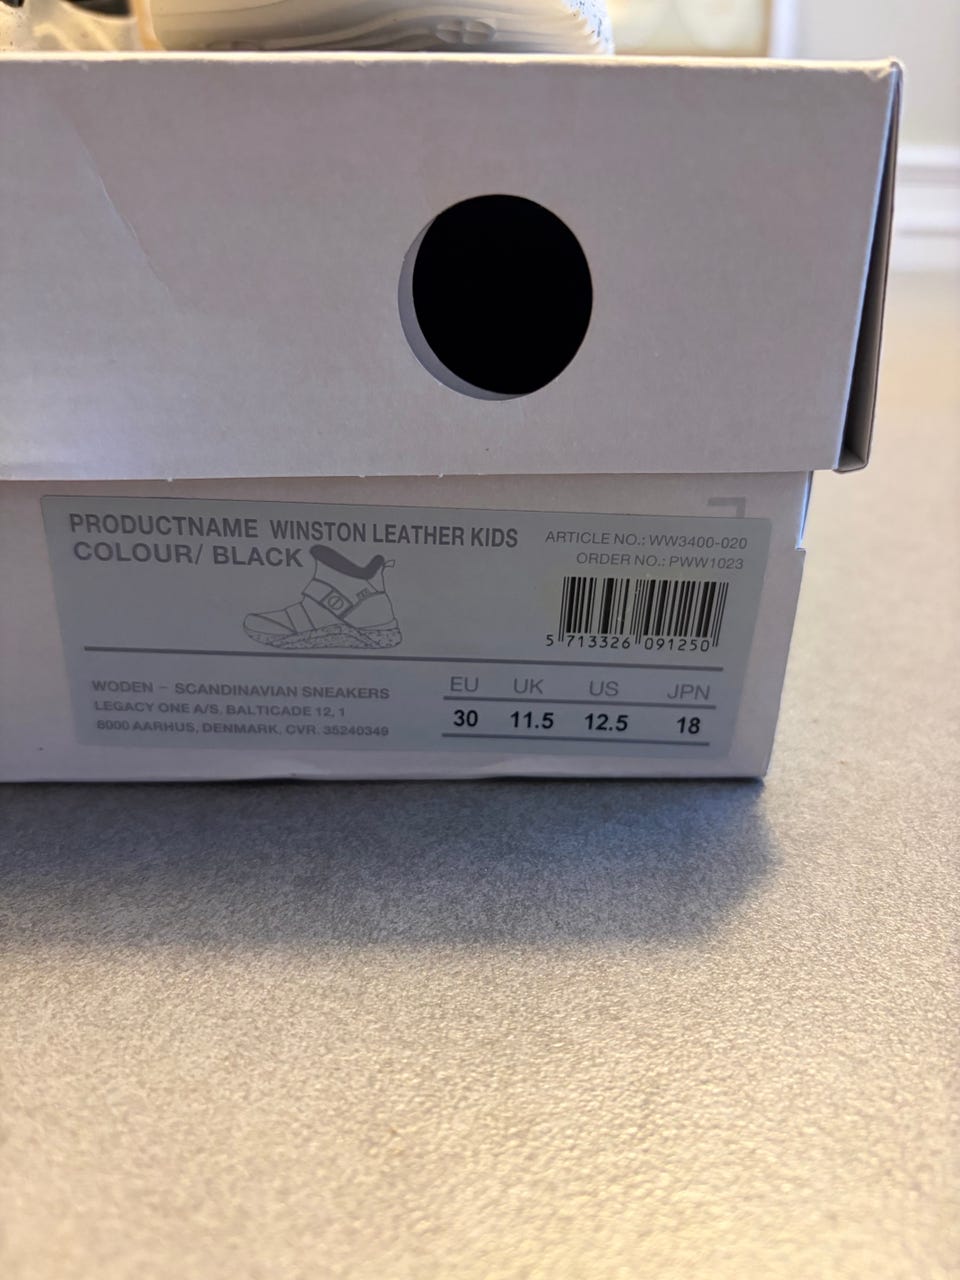 PRODUCTNAME WINSTON LEATHER KIDS
COLOUR/ BLACK
ARTICLE NO.: WW3400-020
ORDER NO.: PWW1023
5 713326 091250
WODEN - SCANDINAVIAN SNEAKERS
LEGACY ONE A/S. BALTICADE 12, 1
8000 AARHUS, DENMARK, CVR. 35240349
EU UK US JPN
30 11.5 12.5 18